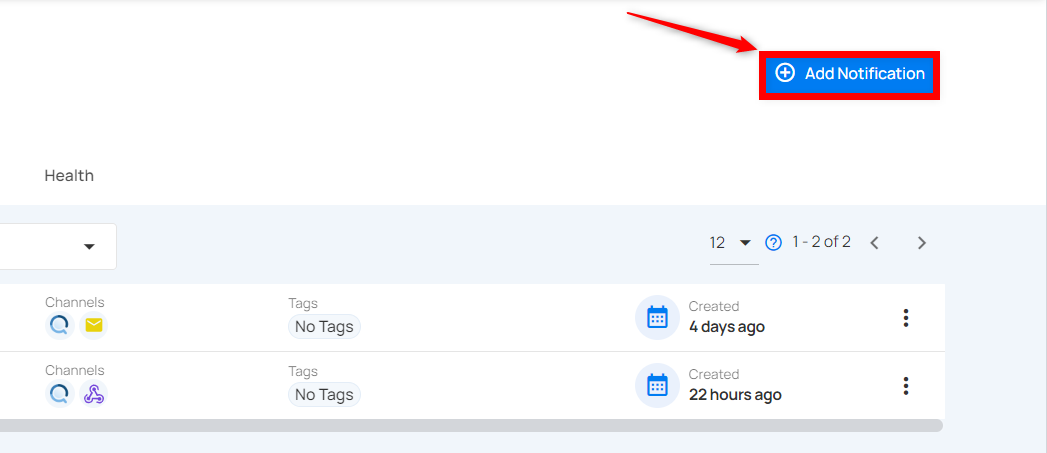 Add Notification
Health
12 1 - 2 of 2
Channels
Tags
No Tags
Created
4 days ago
Channels
Tags
No Tags
Created
22 hours ago